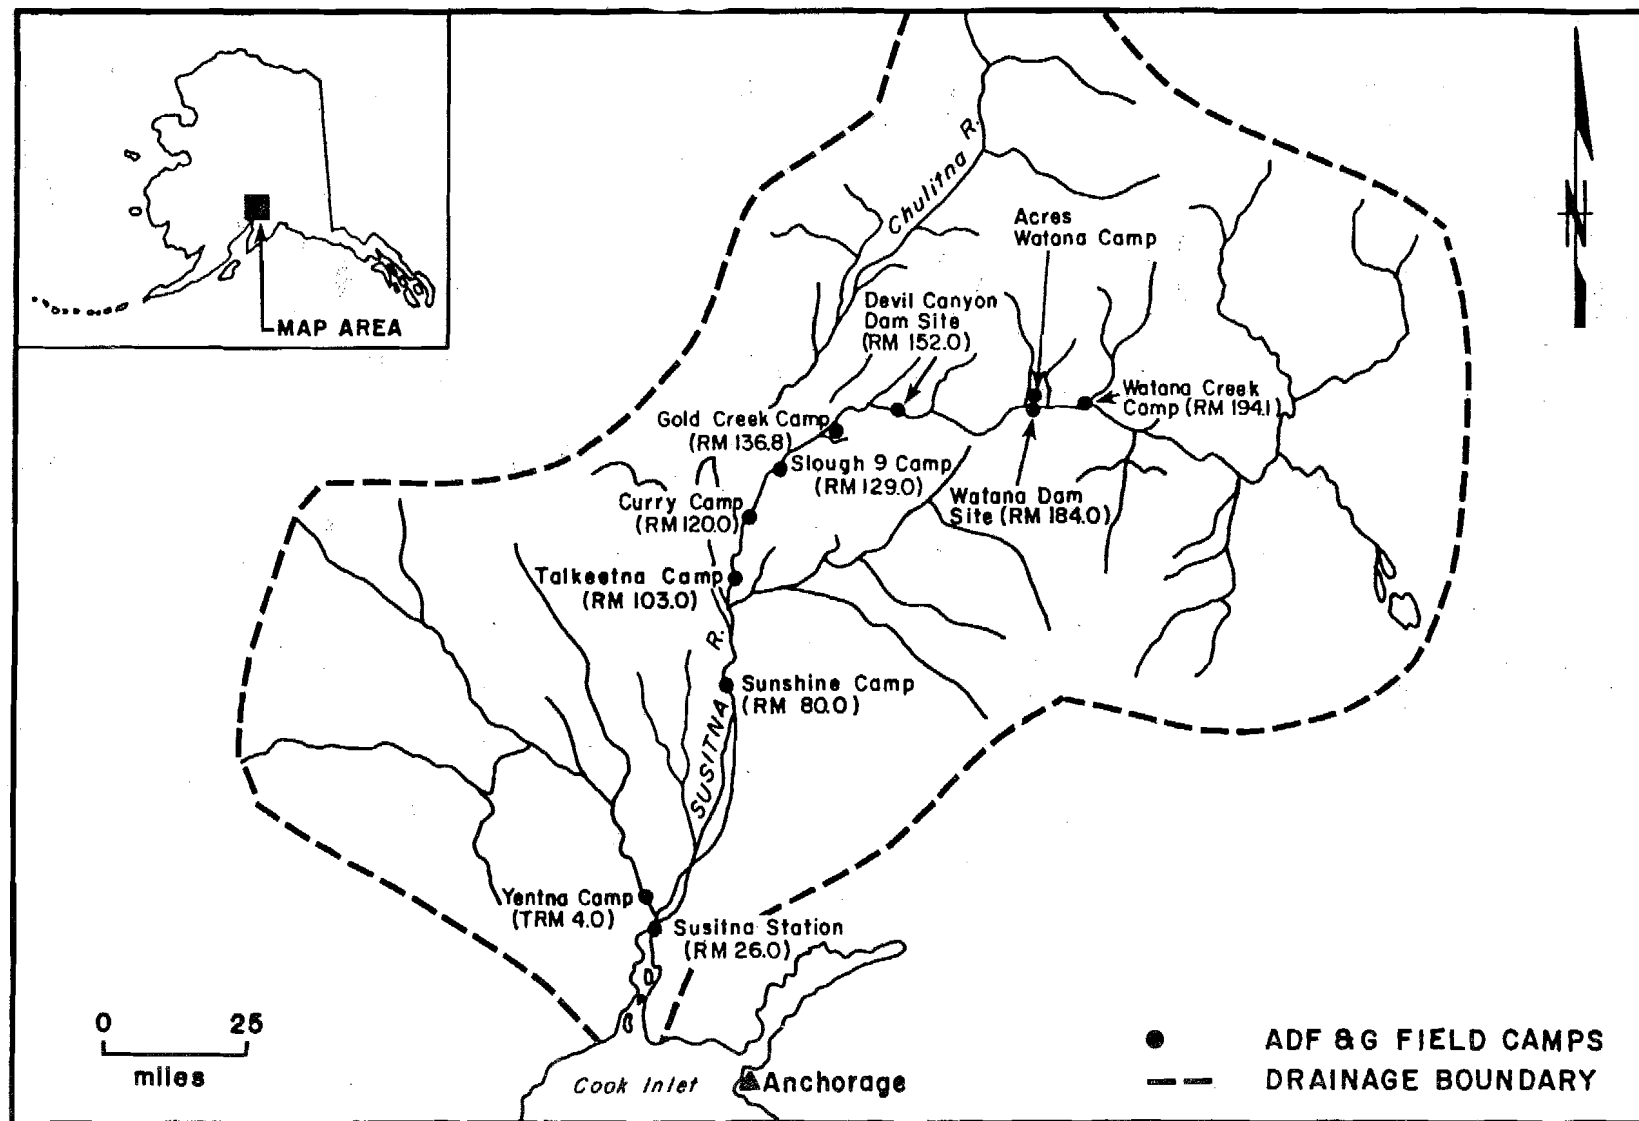 MAP AREA
Chulitna R.
Acres
Watana Camp
Devil Canyon
Dam Site
(RM 152.0)
Watana Creek
Camp (RM 194.1)
Gold Creek Camp
(RM 136.8)
Slough 9 Camp
(RM 129.0)
Watana Dam
Site (RM 184.0)
Curry Camp
(RM 120.0)
Talkeetna Camp
(RM 103.0)
SUSITNA R.
Sunshine Camp
(RM 80.0)
Yentna Camp
(TRM 4.0)
Susitna Station
(RM 26.0)
0 25
miles
Cook Inlet
Anchorage
N
ADF & G FIELD CAMPS
DRAINAGE BOUNDARY